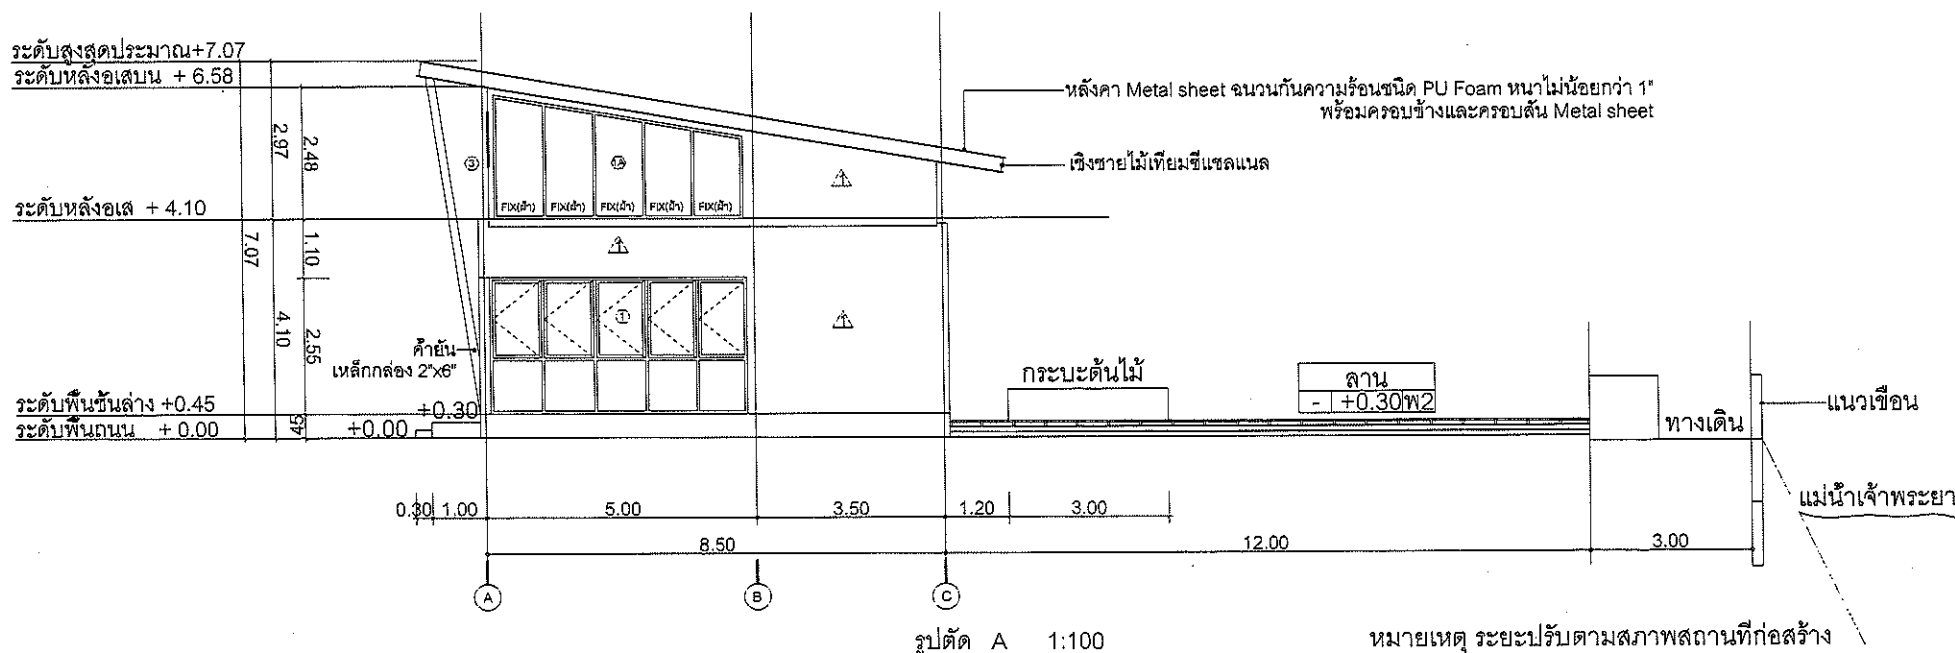 ระดับสูงสุดประมาณ+7.07
ระดับหลังอเสบน + 6.58
หลังคา Metal sheet ฉนวนกันความร้อนชนิด PU Foam หนาไม่น้อยกว่า 1"
พร้อมครอบข้างและครอบสัน Metal sheet
เชิงชายไม้เทียมซีแซลแนล
2.97
2.48
3
1A
1
FIX(ฝ้า) FIX(ฝ้า) FIX(ฝ้า) FIX(ฝ้า) FIX(ฝ้า)
ระดับหลังอเส + 4.10
7.07
1.10
4.10
2.55
1
1
ค้ำยัน
เหล็กกล่อง 2"x6"
กระบะต้นไม้
ลาน
- +0.30 พ2
แนวเขื่อน
ทางเดิน
ระดับพื้นชั้นล่าง +0.45
+0.30
ระดับพื้นถนน + 0.00
45
+0.00
แม่น้ำเจ้าพระยา
0.30 1.00 5.00 3.50 1.20 3.00
8.50 12.00 3.00
A B C
รูปตัด A 1:100
หมายเหตุ ระยะปรับตามสภาพสถานที่ก่อสร้าง